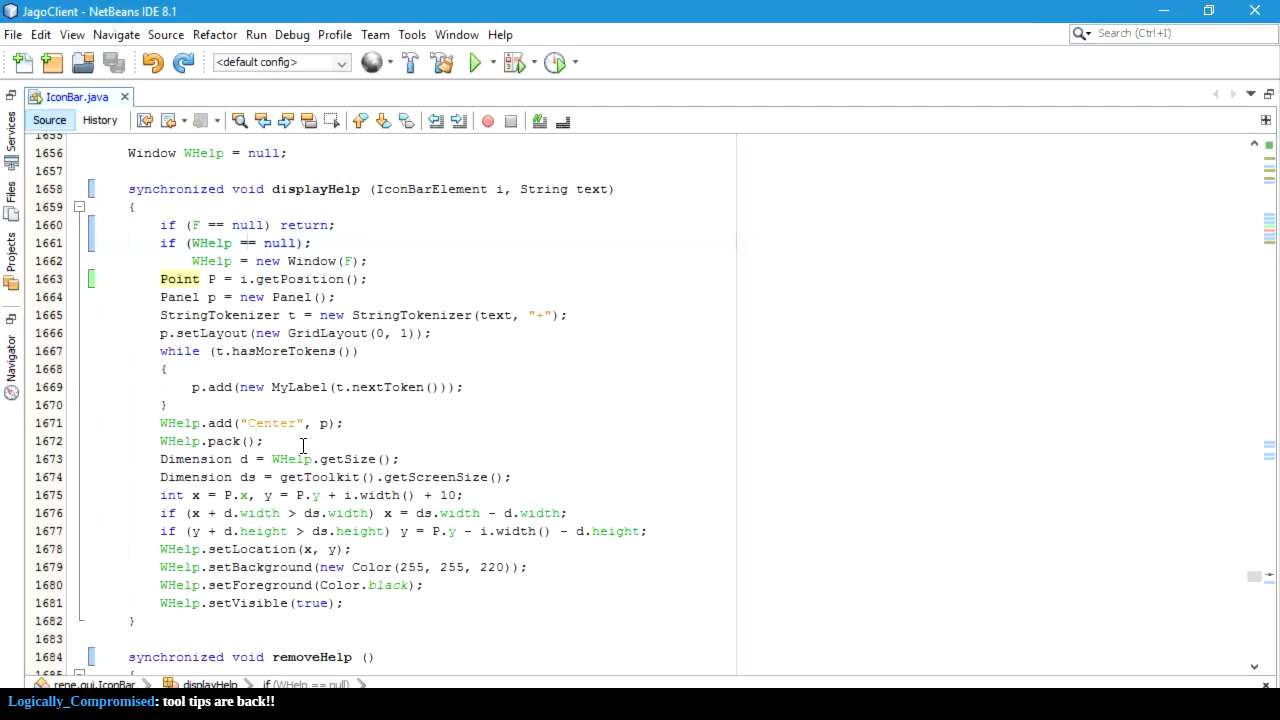 JagoClient - NetBeans IDE 8.1
File Edit View Navigate Source Refactor Run Debug Profile Team Tools Window Help
Search (Ctrl+I)
<default config>
IconBar.java
Source History
Services
Files
Projects
Navigator
1655
1656 Window WHelp = null;
1657
1658 synchronized void displayHelp (IconBarElement i, String text)
1659 {
1660 if (F == null) return;
1661 if (WHelp == null);
1662 WHelp = new Window(F);
1663 Point P = i.getPosition();
1664 Panel p = new Panel();
1665 StringTokenizer t = new StringTokenizer(text, "+");
1666 p.setLayout(new GridLayout(0, 1));
1667 while (t.hasMoreTokens())
1668 {
1669 p.add(new MyLabel(t.nextToken()));
1670 }
1671 WHelp.add("Center", p);
1672 WHelp.pack();
1673 Dimension d = WHelp.getSize();
1674 Dimension ds = getToolkit().getScreenSize();
1675 int x = P.x, y = P.y + i.width() + 10;
1676 if (x + d.width > ds.width) x = ds.width - d.width;
1677 if (y + d.height > ds.height) y = P.y - i.width() - d.height;
1678 WHelp.setLocation(x, y);
1679 WHelp.setBackground(new Color(255, 255, 220));
1680 WHelp.setForeground(Color.black);
1681 WHelp.setVisible(true);
1682 }
1683
1684 synchronized void removeHelp ()
1685 {
rene.gui.IconBar displayHelp if (WHelp == null)
Logically_Compromised: tool tips are back!!